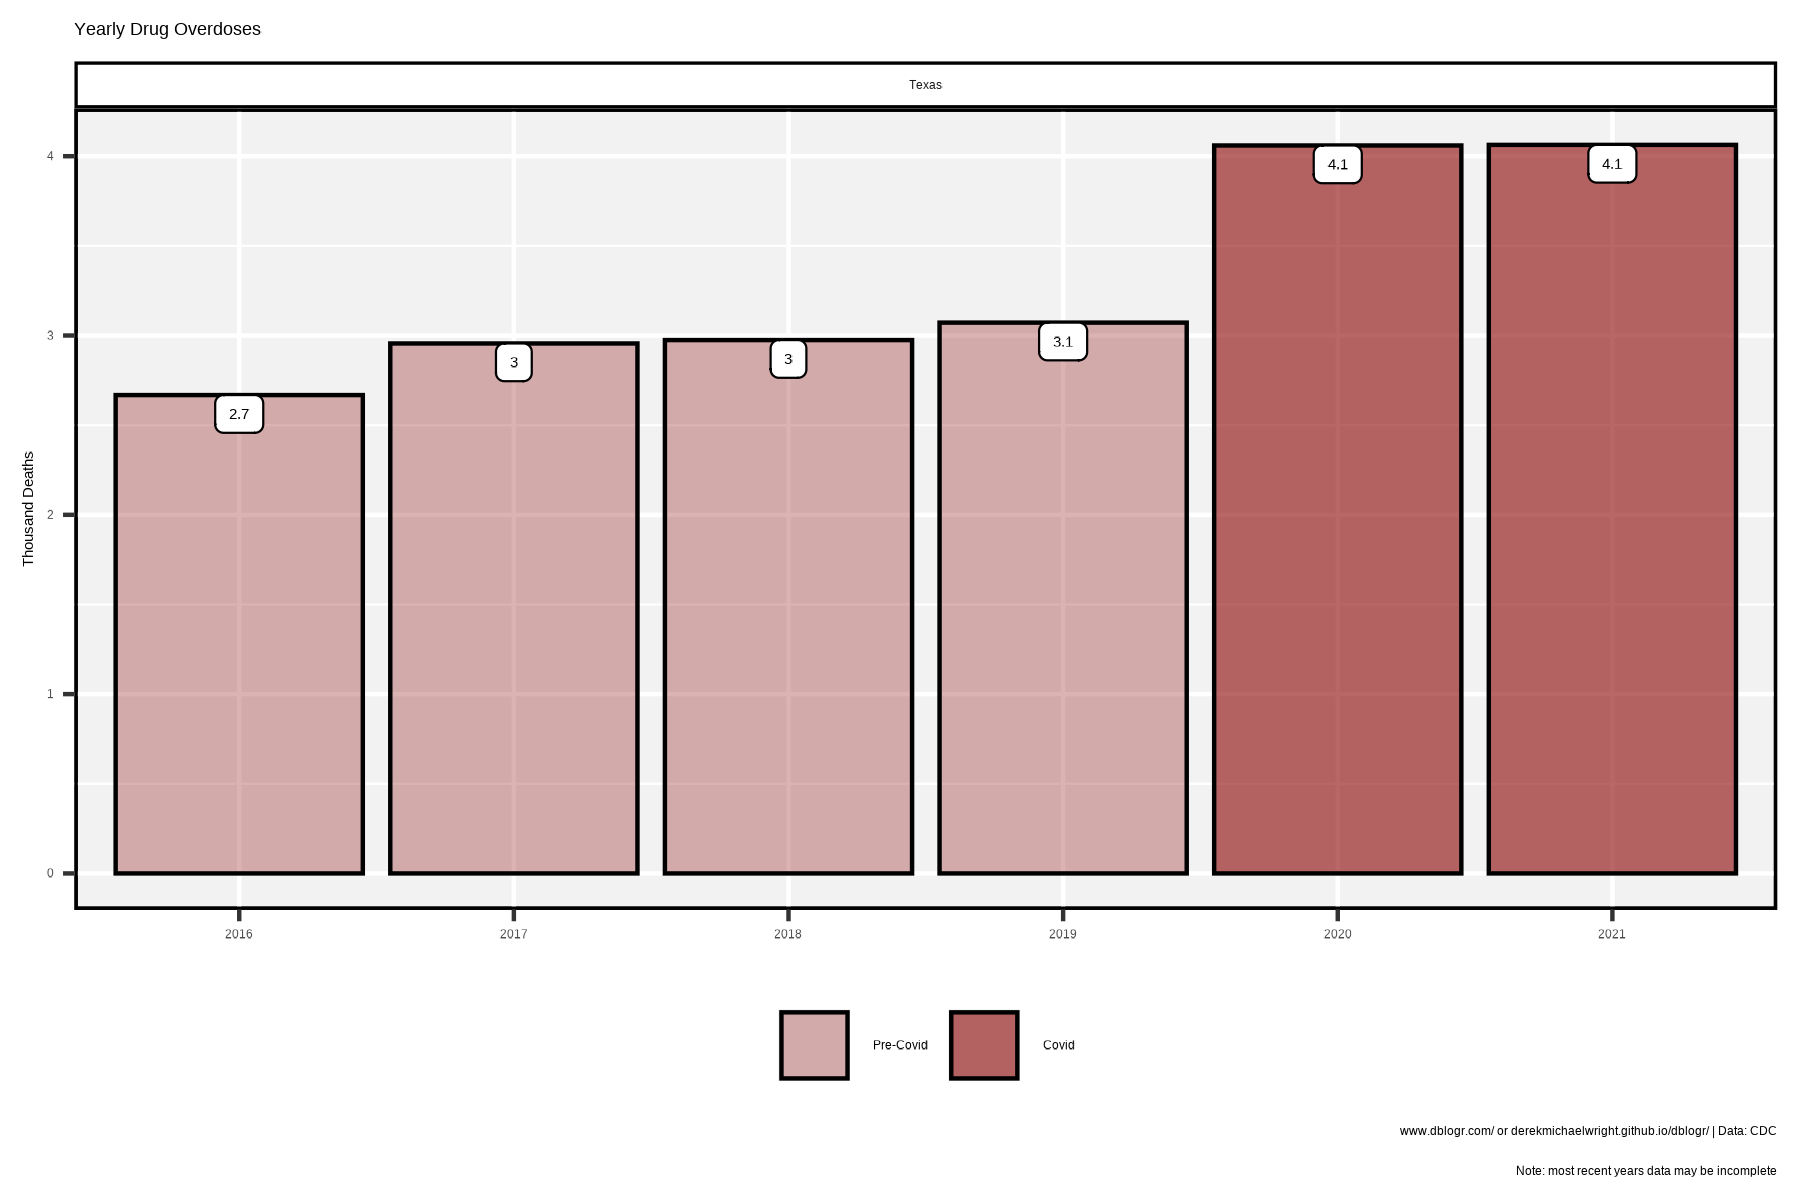 Yearly Drug Overdoses
Texas
4
3
2
1
0
Thousand Deaths
2.7
3
3
3.1
4.1
4.1
2016
2017
2018
2019
2020
2021
Pre-Covid
Covid
www.dblogr.com/ or derekmichaelwright.github.io/dblogr/ | Data: CDC
Note: most recent years data may be incomplete